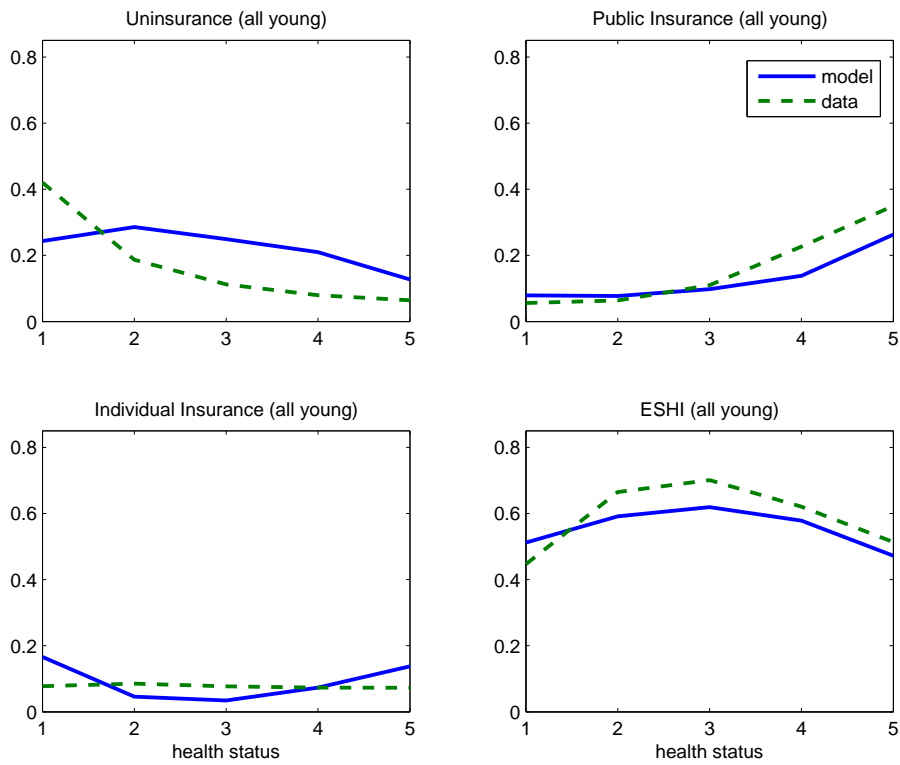 Uninsurance (all young)
0.8
0.6
0.4
0.2
0
1 2 3 4 5
Public Insurance (all young)
model
data
0.8
0.6
0.4
0.2
0
1 2 3 4 5
Individual Insurance (all young)
0.8
0.6
0.4
0.2
0
1 2 3 4 5
health status
ESHI (all young)
0.8
0.6
0.4
0.2
0
1 2 3 4 5
health status